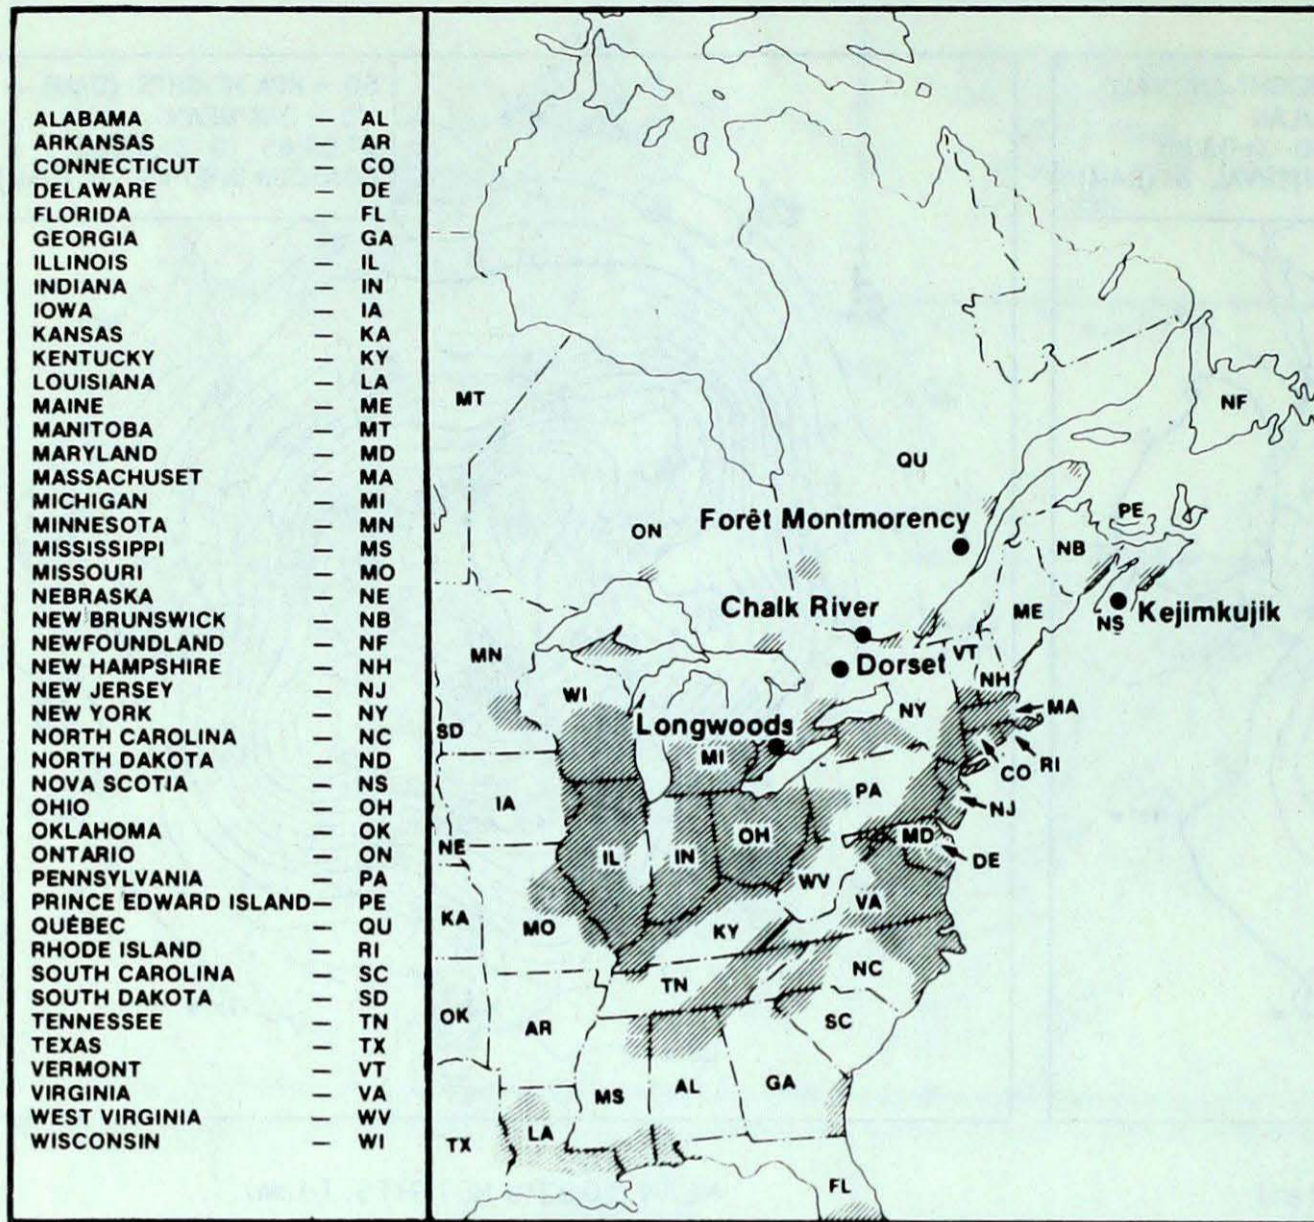 ALABAMA — AL
ARKANSAS — AR
CONNECTICUT — CO
DELAWARE — DE
FLORIDA — FL
GEORGIA — GA
ILLINOIS — IL
INDIANA — IN
IOWA — IA
KANSAS — KA
KENTUCKY — KY
LOUISIANA — LA
MAINE — ME
MANITOBA — MT
MARYLAND — MD
MASSACHUSET — MA
MICHIGAN — MI
MINNESOTA — MN
MISSISSIPPI — MS
MISSOURI — MO
NEBRASKA — NE
NEW BRUNSWICK — NB
NEWFOUNDLAND — NF
NEW HAMPSHIRE — NH
NEW JERSEY — NJ
NEW YORK — NY
NORTH CAROLINA — NC
NORTH DAKOTA — ND
NOVA SCOTIA — NS
OHIO — OH
OKLAHOMA — OK
ONTARIO — ON
PENNSYLVANIA — PA
PRINCE EDWARD ISLAND — PE
QUÉBEC — QU
RHODE ISLAND — RI
SOUTH CAROLINA — SC
SOUTH DAKOTA — SD
TENNESSEE — TN
TEXAS — TX
VERMONT — VT
VIRGINIA — VA
WEST VIRGINIA — WV
WISCONSIN — WI
MT
NF
QU
PE
Forêt Montmorency
ON
NB
Chalk River
ME
NS
Kejimkujik
MN
VT
Dorset
NH
WI
NY
MA
SD
Longwoods
MI
RI
CO
IA
PA
NJ
OH
MD
NE
IL
IN
DE
WV
VA
KA
MO
KY
NC
TN
OK
AR
SC
GA
AL
MS
LA
TX
FL